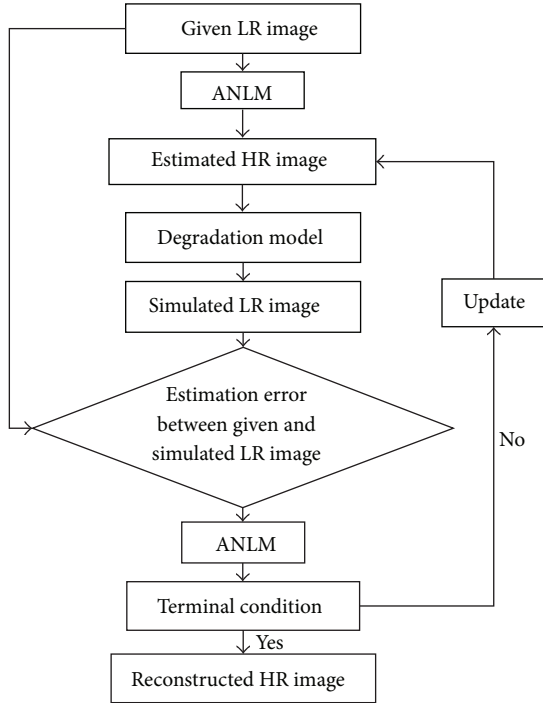 Given LR image
ANLM
Estimated HR image
Degradation model
Simulated LR image
Update
Estimation error
between given and
simulated LR image
No
ANLM
Terminal condition
Yes
Reconstructed HR image